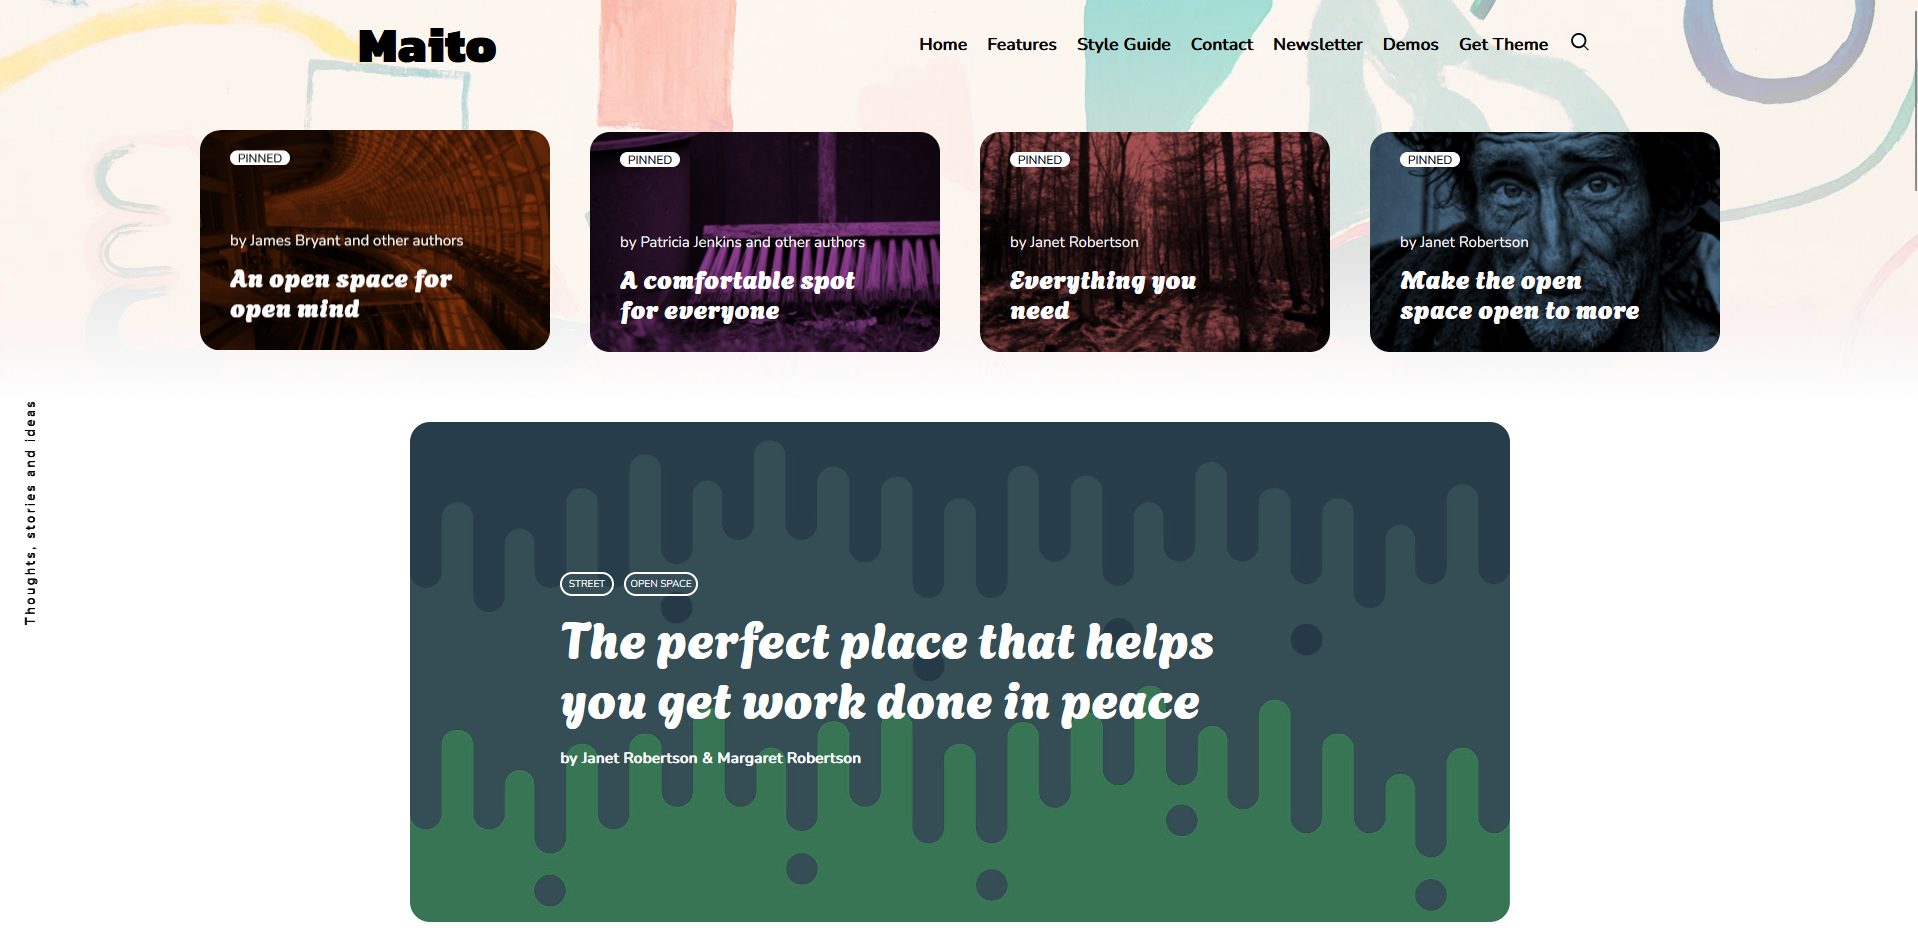 Maito
Home Features Style Guide Contact Newsletter Demos Get Theme
PINNED
by James Bryant and other authors
An open space for
open mind
PINNED
by Patricia Jenkins and other authors
A comfortable spot
for everyone
PINNED
by Janet Robertson
Everything you
need
PINNED
by Janet Robertson
Make the open
space open to more
Thoughts, stories and ideas
STREET OPEN SPACE
The perfect place that helps
you get work done in peace
by Janet Robertson & Margaret Robertson